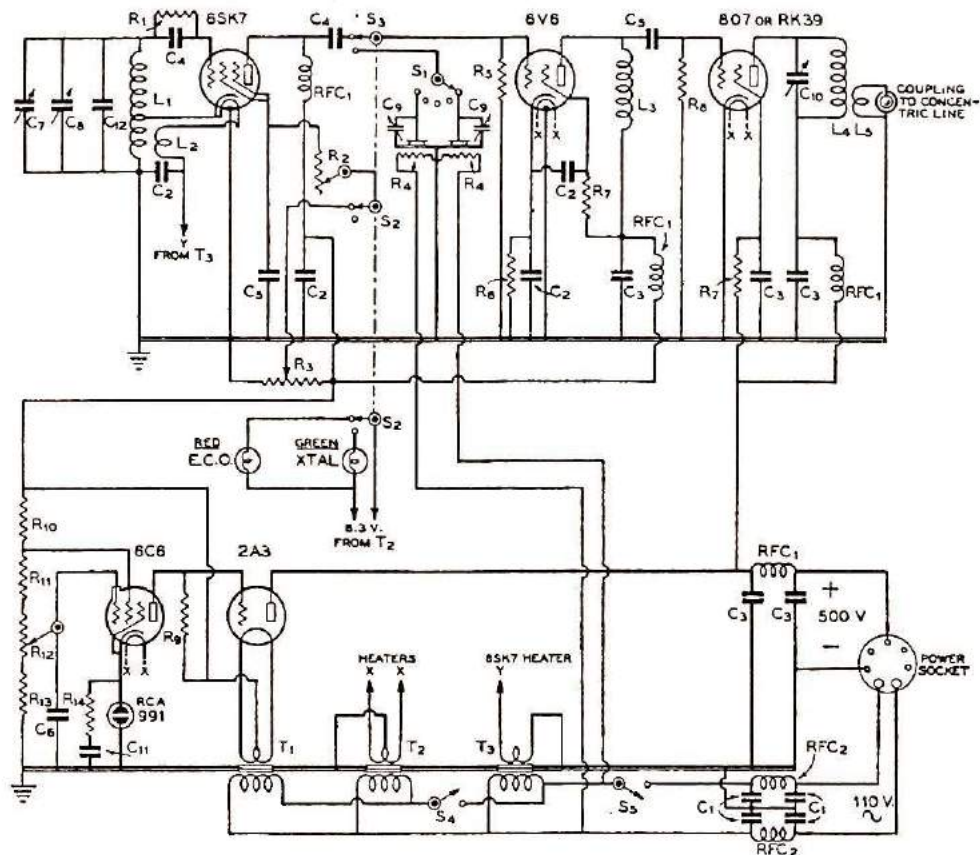 R1 6SK7
C4
S3
6V6
C5
807 OR RK39
C4
L1
RFC1
S1
R5
L3
R8
C10
L4 L5
COUPLING TO CONCEN-
TRIC LINE
C7 C8 C12
C9 C9
L2
R2
R4 R4
C2
C2
R7
S2
RFC1
Y
FROM T3
C5 C2
R6
C2
C3
R7
C3
C3
RFC1
X X
X X
R3
S2
RED
E.C.O.
GREEN
XTAL
6.3 V.
FROM T2
R10
6C6 2A3
RFC1
R11
C3 C3
+
500 V
−
R9
R12
X X
HEATERS
X X
6SK7 HEATER
Y
POWER
SOCKET
R13 R14
RCA
991
C6
C11
T1 T2 T3
RFC2
S4
S5
C1 C1
110 V.
~
RFC2